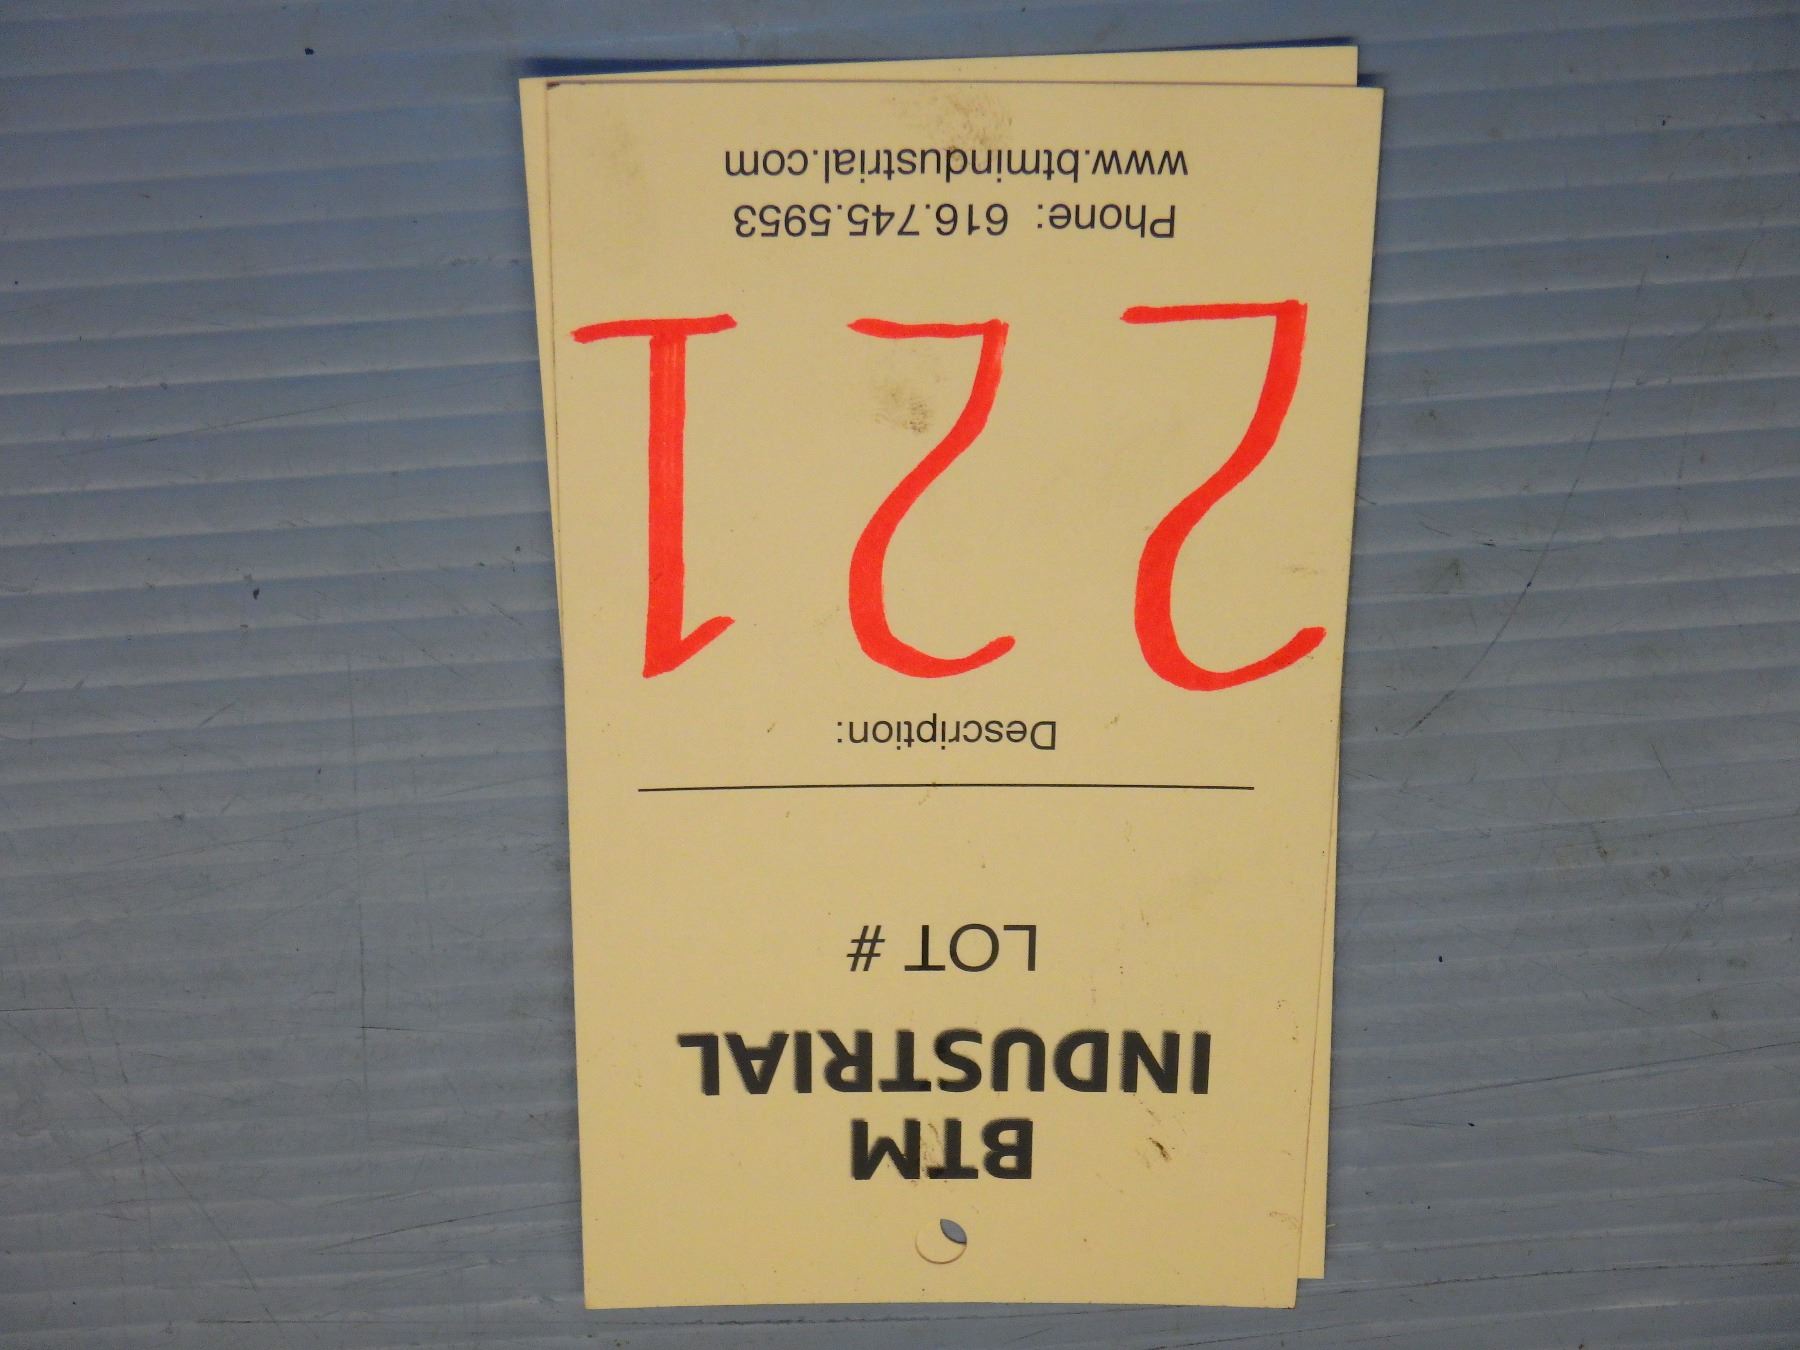 BTM
INDUSTRIAL
LOT #
Description:
221
Phone: 616.745.5953
www.btmindustrial.com